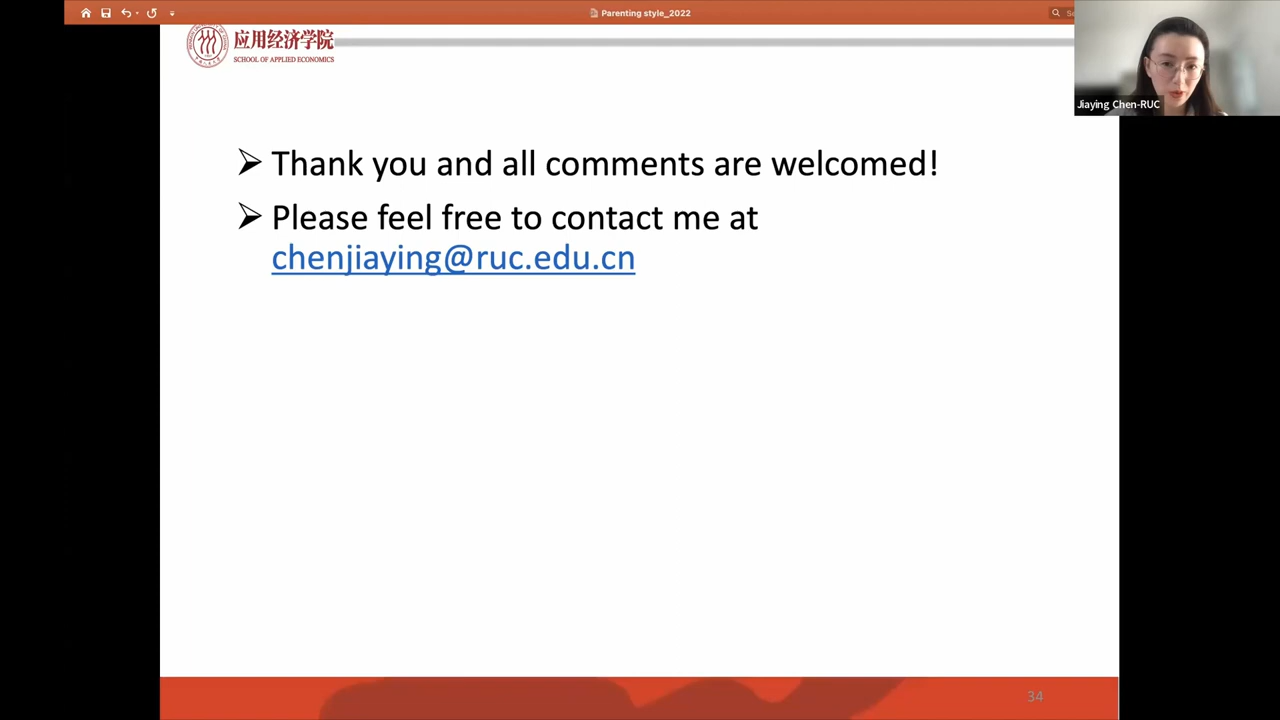 Parenting style_2022
应用经济学院
SCHOOL OF APPLIED ECONOMICS
Jiaying Chen-RUC
➢ Thank you and all comments are welcomed!
➢ Please feel free to contact me at
chenjiaying@ruc.edu.cn
34